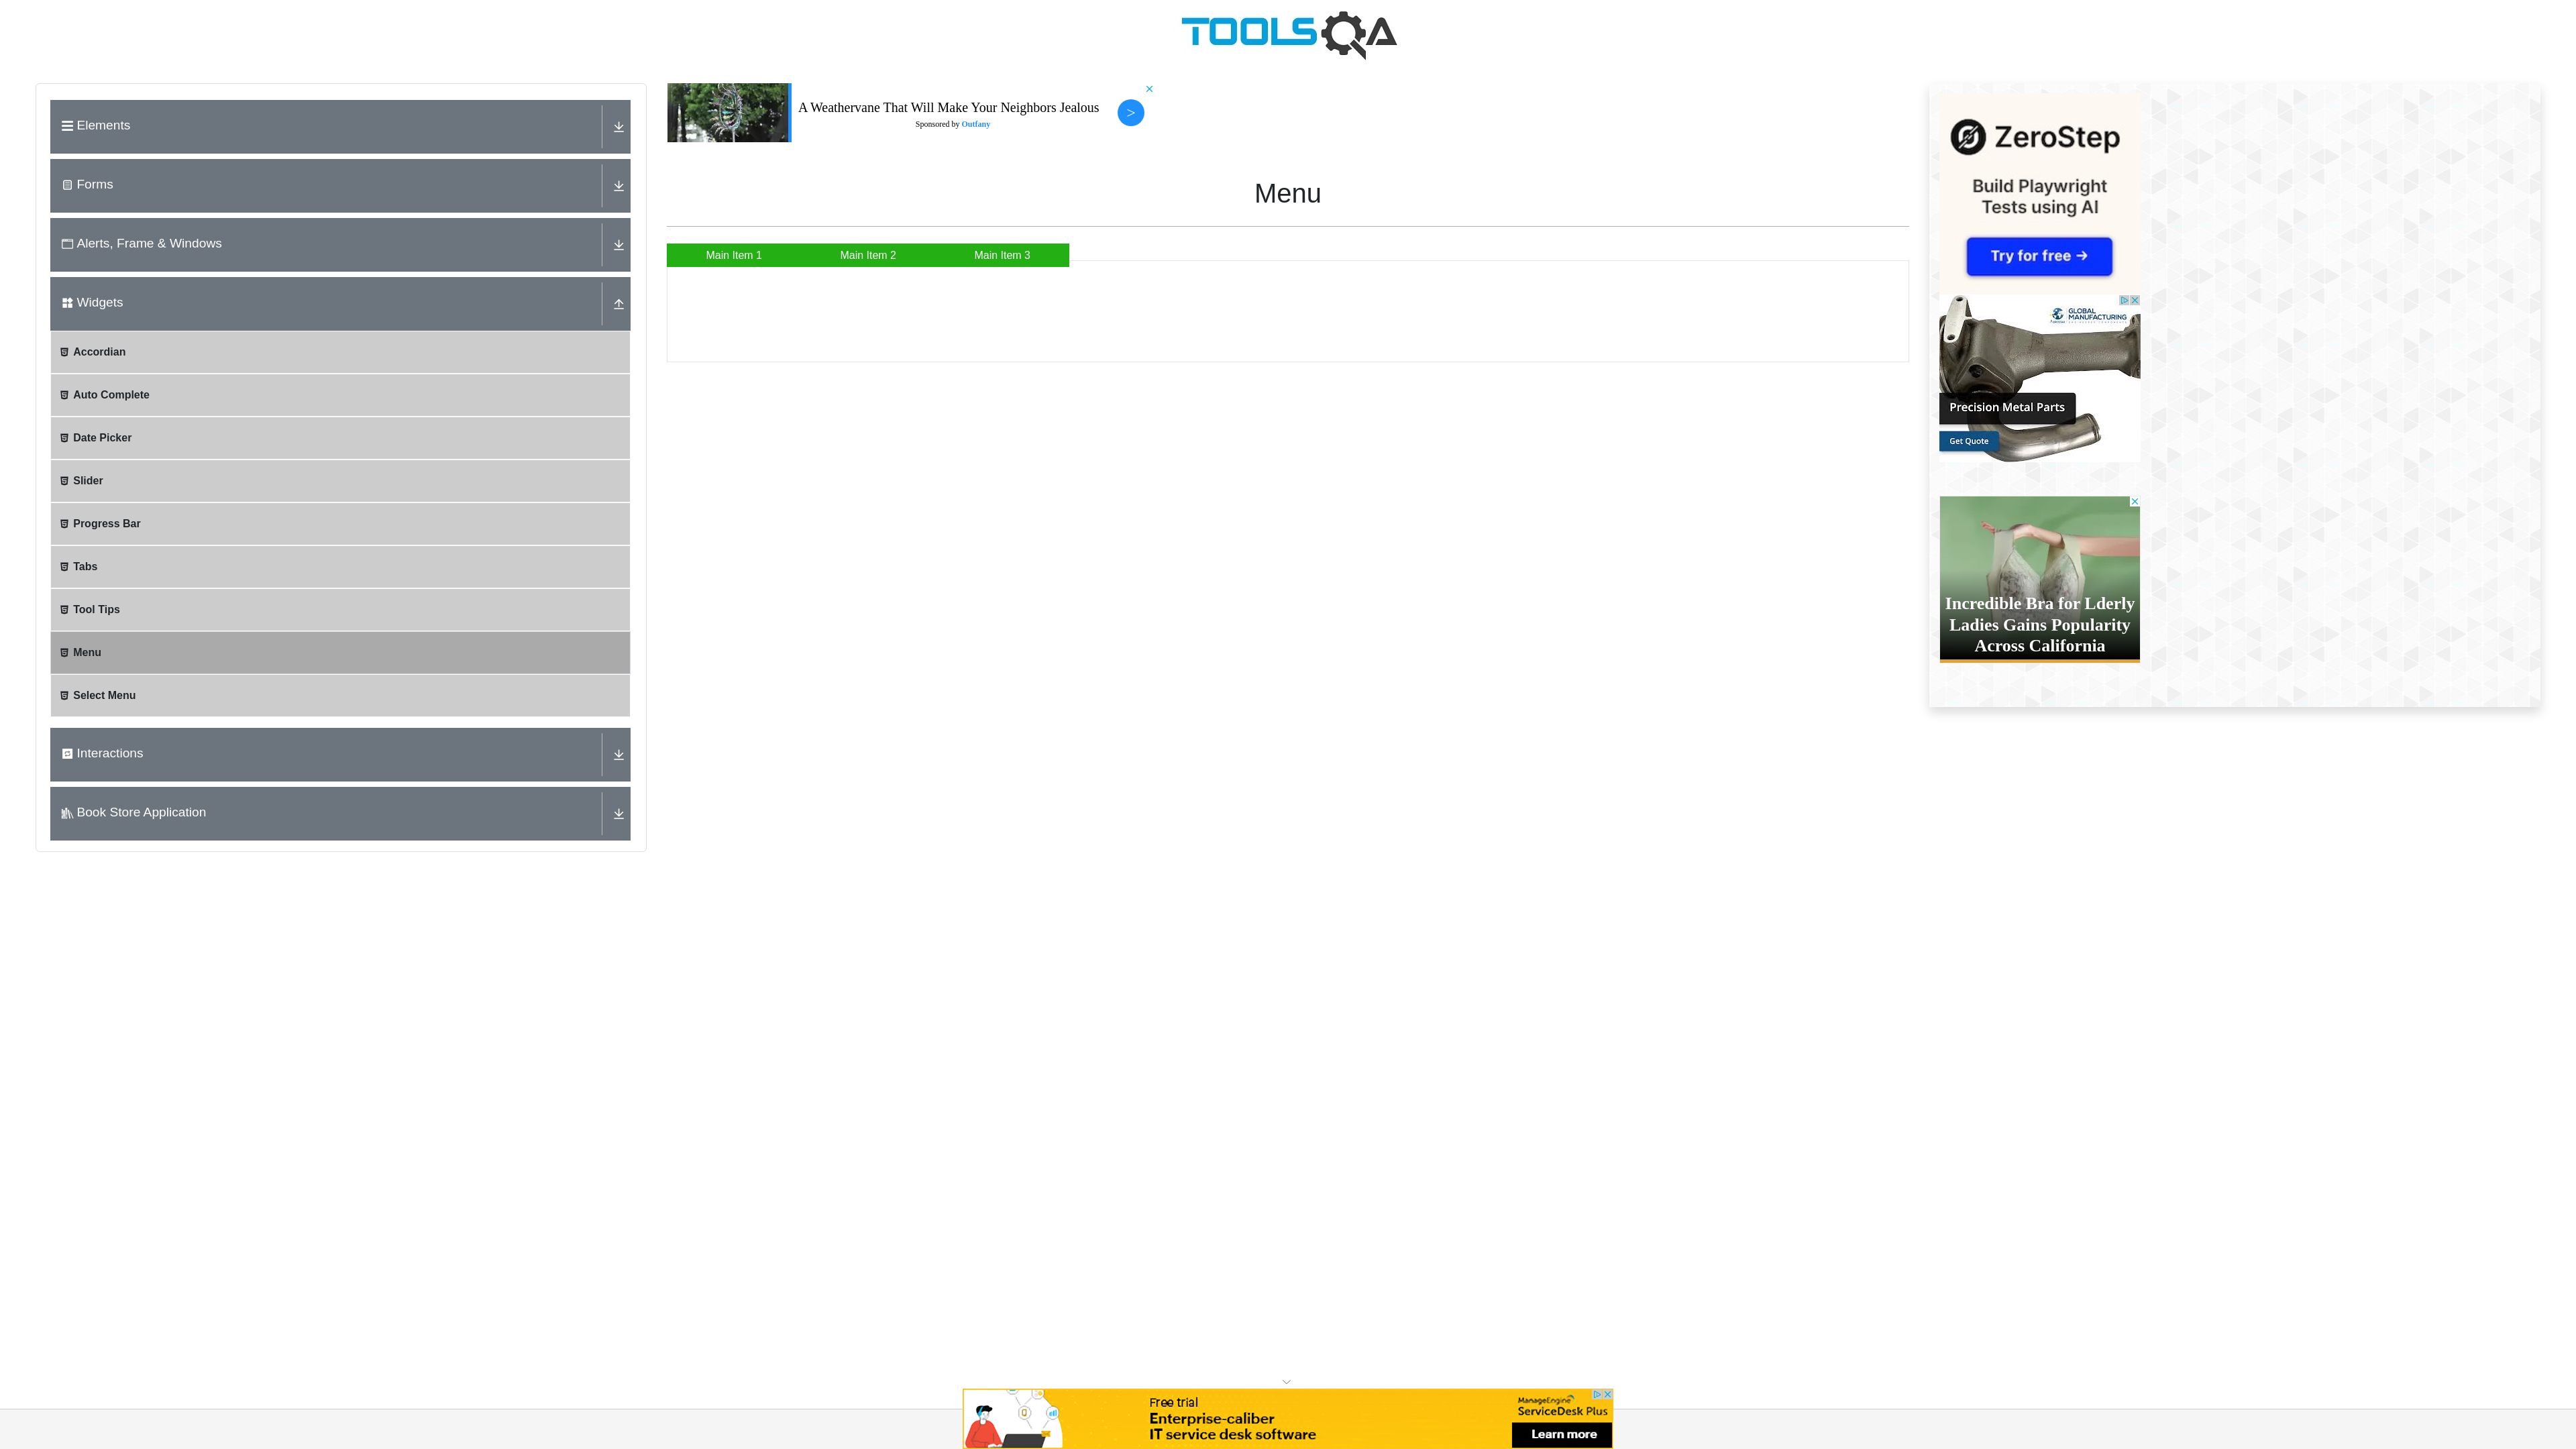 TOOLSQA
Elements
Forms
Alerts, Frame & Windows
Widgets
Accordian
Auto Complete
Date Picker
Slider
Progress Bar
Tabs
Tool Tips
Menu
Select Menu
Interactions
Book Store Application
A Weathervane That Will Make Your Neighbors Jealous
Sponsored by Outfany
>
Menu
Main Item 1 Main Item 2 Main Item 3
ZeroStep
Build Playwright
Tests using AI
Try for free →
GLOBAL
MANUFACTURING
Precision Metal Parts
Get Quote
Incredible Bra for Lderly
Ladies Gains Popularity
Across California
Free trial
Enterprise-caliber
IT service desk software
ManageEngine
ServiceDesk Plus
Learn more